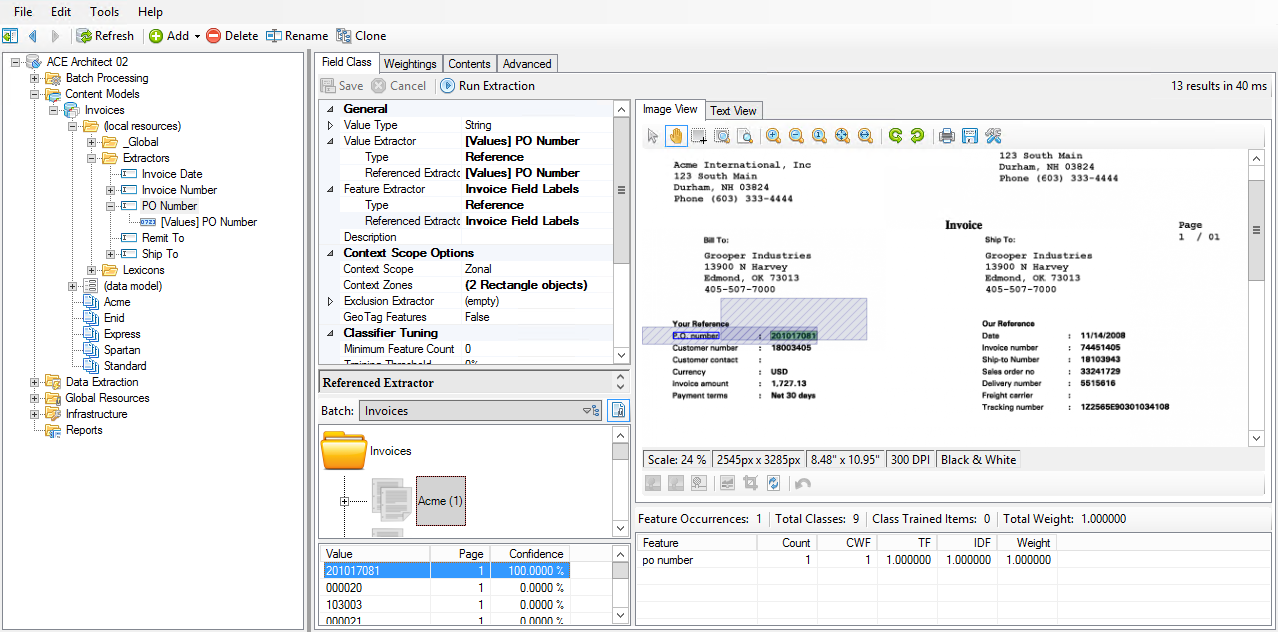 File Edit Tools Help
Refresh Add Delete Rename Clone
ACE Architect 02
Batch Processing
Content Models
Invoices
(local resources)
_Global
Extractors
Invoice Date
Invoice Number
PO Number
[Values] PO Number
Remit To
Ship To
Lexicons
(data model)
Acme
Enid
Express
Spartan
Standard
Data Extraction
Global Resources
Infrastructure
Reports
Field Class Weightings Contents Advanced
Save Cancel Run Extraction 13 results in 40 ms
General
Value Type String
Value Extractor [Values] PO Number
Type Reference
Referenced Extractc [Values] PO Number
Feature Extractor Invoice Field Labels
Type Reference
Referenced Extractc Invoice Field Labels
Description
Context Scope Options
Context Scope Zonal
Context Zones (2 Rectangle objects)
Exclusion Extractor (empty)
GeoTag Features False
Classifier Tuning
Minimum Feature Count 0
Training Threshold 0%
Referenced Extractor
Batch: Invoices
Invoices
Acme (1)
Value Page Confidence
201017081 1 100.0000 %
000020 1 0.0000 %
103003 1 0.0000 %
000021 1 0.0000 %
Image View Text View
Acme International, Inc
123 South Main
Durham, NH 03824
Phone (603) 333-4444
123 South Main
Durham, NH 03824
Phone (603) 333-4444
Invoice
Page
1 / 01
Bill To:
Grooper Industries
13900 N Harvey
Edmond, OK 73013
405-507-7000
Ship To:
Grooper Industries
13900 N Harvey
Edmond, OK 73013
405-507-7000
Your Reference
P.O. number : 201017081
Customer number : 18003405
Customer contact :
Currency : USD
Invoice amount : 1,727.13
Payment terms : Net 30 days
Our Reference
Date : 11/14/2008
Invoice number : 74451405
Ship-to Number : 18103943
Sales order no : 33241729
Delivery number : 5515616
Freight carrier :
Tracking number : 1Z2565E90301034108
Scale: 24 % 2545px x 3285px 8.48" x 10.95" 300 DPI Black & White
Feature Occurrences: 1 Total Classes: 9 Class Trained Items: 0 Total Weight: 1.000000
Feature Count CWF TF IDF Weight
po number 1 1 1.000000 1.000000 1.000000